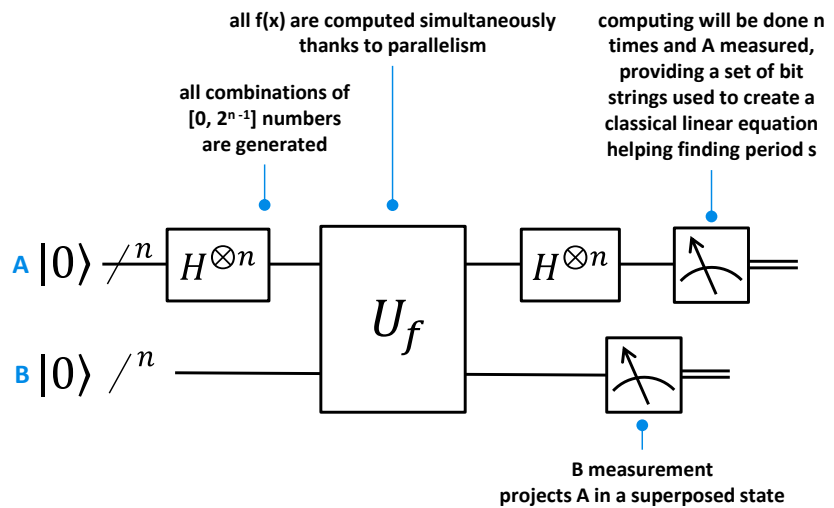 all f(x) are computed simultaneously
thanks to parallelism
computing will be done n
times and A measured,
providing a set of bit
strings used to create a
classical linear equation
helping finding period s
all combinations of
[0, 2ⁿ⁻¹] numbers
are generated
A |0⟩ /ⁿ H^{⊗n} U_f H^{⊗n}
B |0⟩ /ⁿ
B measurement
projects A in a superposed state